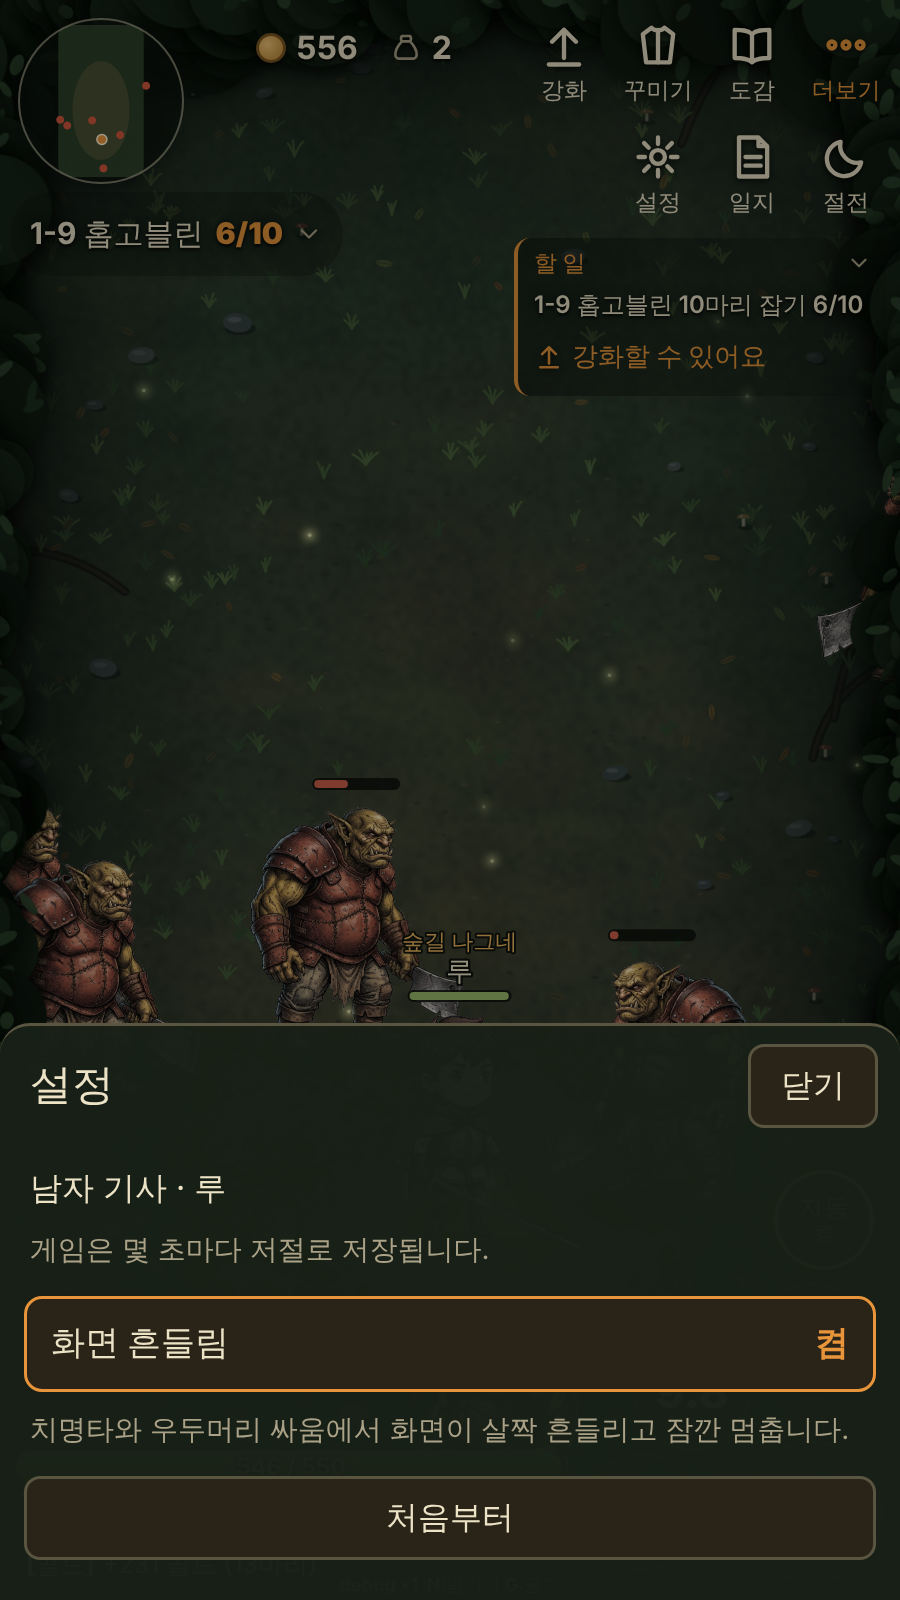 556 2
강화 꾸미기 도감 더보기
설정 일지 절전
1-9 홉고블린 6/10
할 일
1-9 홉고블린 10마리 잡기 6/10
강화할 수 있어요
숲길 나그네
루
설정
닫기
남자 기사 · 루
게임은 몇 초마다 저절로 저장됩니다.
화면 흔들림 켬
치명타와 우두머리 싸움에서 화면이 살짝 흔들리고 잠깐 멈춥니다.
546 / 550
처음부터